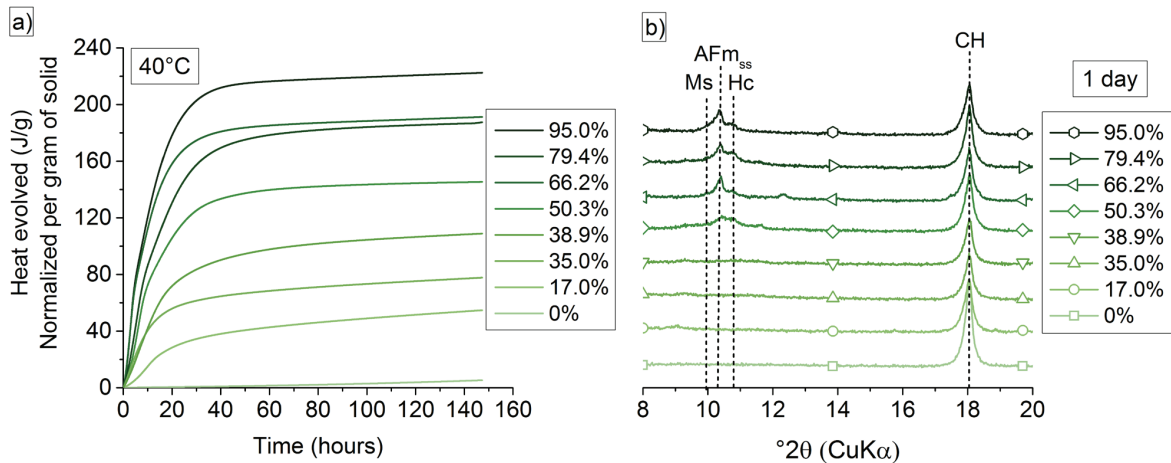 a)
40°C
Heat evolved (J/g)
Normalized per gram of solid
240
200
160
120
80
40
0
0 20 40 60 80 100 120 140 160
Time (hours)
95.0%
79.4%
66.2%
50.3%
38.9%
35.0%
17.0%
0%
b)
AFmss
Ms
Hc
CH
1 day
95.0%
79.4%
66.2%
50.3%
38.9%
35.0%
17.0%
0%
8 10 12 14 16 18 20
°2θ (CuKα)